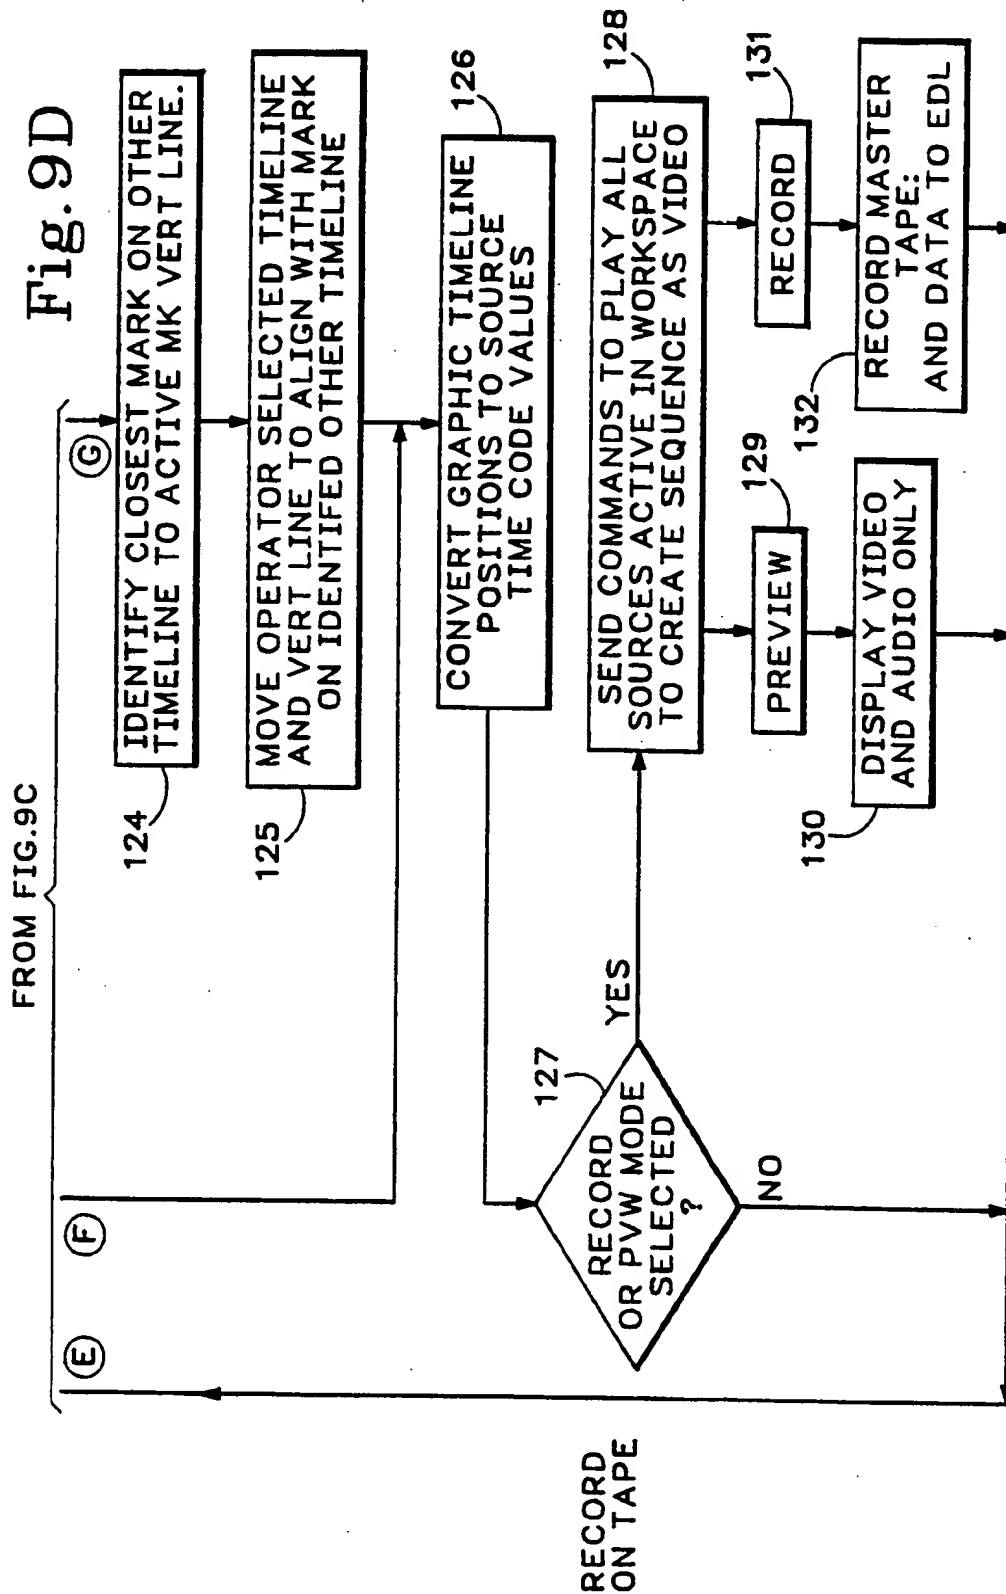 Fig. 9D
FROM FIG.9C
E
F
G
IDENTIFY CLOSEST MARK ON OTHER
TIMELINE TO ACTIVE MK VERT LINE.
124
MOVE OPERATOR SELECTED TIMELINE
AND VERT LINE TO ALIGN WITH MARK
ON IDENTIFED OTHER TIMELINE
125
CONVERT GRAPHIC TIMELINE
POSITIONS TO SOURCE
TIME CODE VALUES
126
RECORD
OR PVW MODE
SELECTED
?
127
YES
NO
SEND COMMANDS TO PLAY ALL
SOURCES ACTIVE IN WORKSPACE
TO CREATE SEQUENCE AS VIDEO
128
PREVIEW
129
RECORD
131
DISPLAY VIDEO
AND AUDIO ONLY
130
RECORD MASTER
TAPE:
AND DATA TO EDL
132
RECORD
ON TAPE